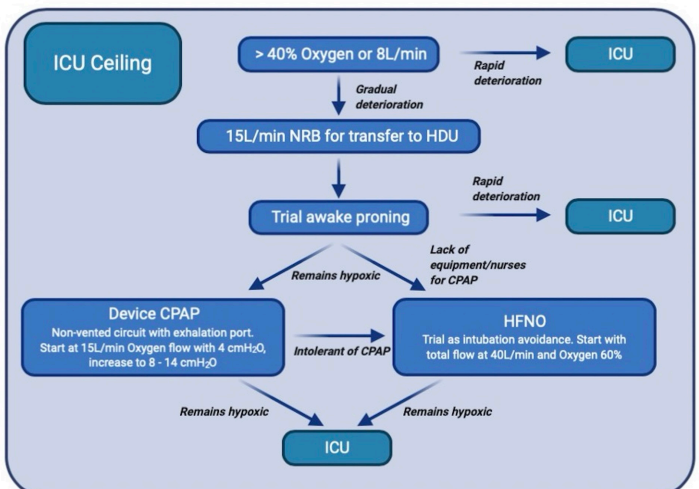 ICU Ceiling
> 40% Oxygen or 8L/min
Rapid
deterioration
ICU
Gradual
deterioration
15L/min NRB for transfer to HDU
Trial awake proning
Rapid
deterioration
ICU
Remains hypoxic
Lack of
equipment/nurses
for CPAP
Device CPAP
Non-vented circuit with exhalation port.
Start at 15L/min Oxygen flow with 4 cmH₂O,
increase to 8 - 14 cmH₂O
Intolerant of CPAP
HFNO
Trial as intubation avoidance. Start with
total flow at 40L/min and Oxygen 60%
Remains hypoxic
Remains hypoxic
ICU